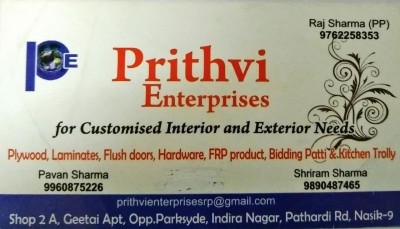 Raj Sharma (PP)
9762258353
PE
Prithvi
Enterprises
for Customised Interior and Exterior Needs
Plywood, Laminates, Flush doors, Hardware, FRP product, Bidding Patti & Kitchen Trolly
Pavan Sharma
9960875226
Shriram Sharma
9890487465
prithvienterprisesrp@gmail.com
Shop 2 A, Geetai Apt, Opp.Parksyde, Indira Nagar, Pathardi Rd, Nasik-9